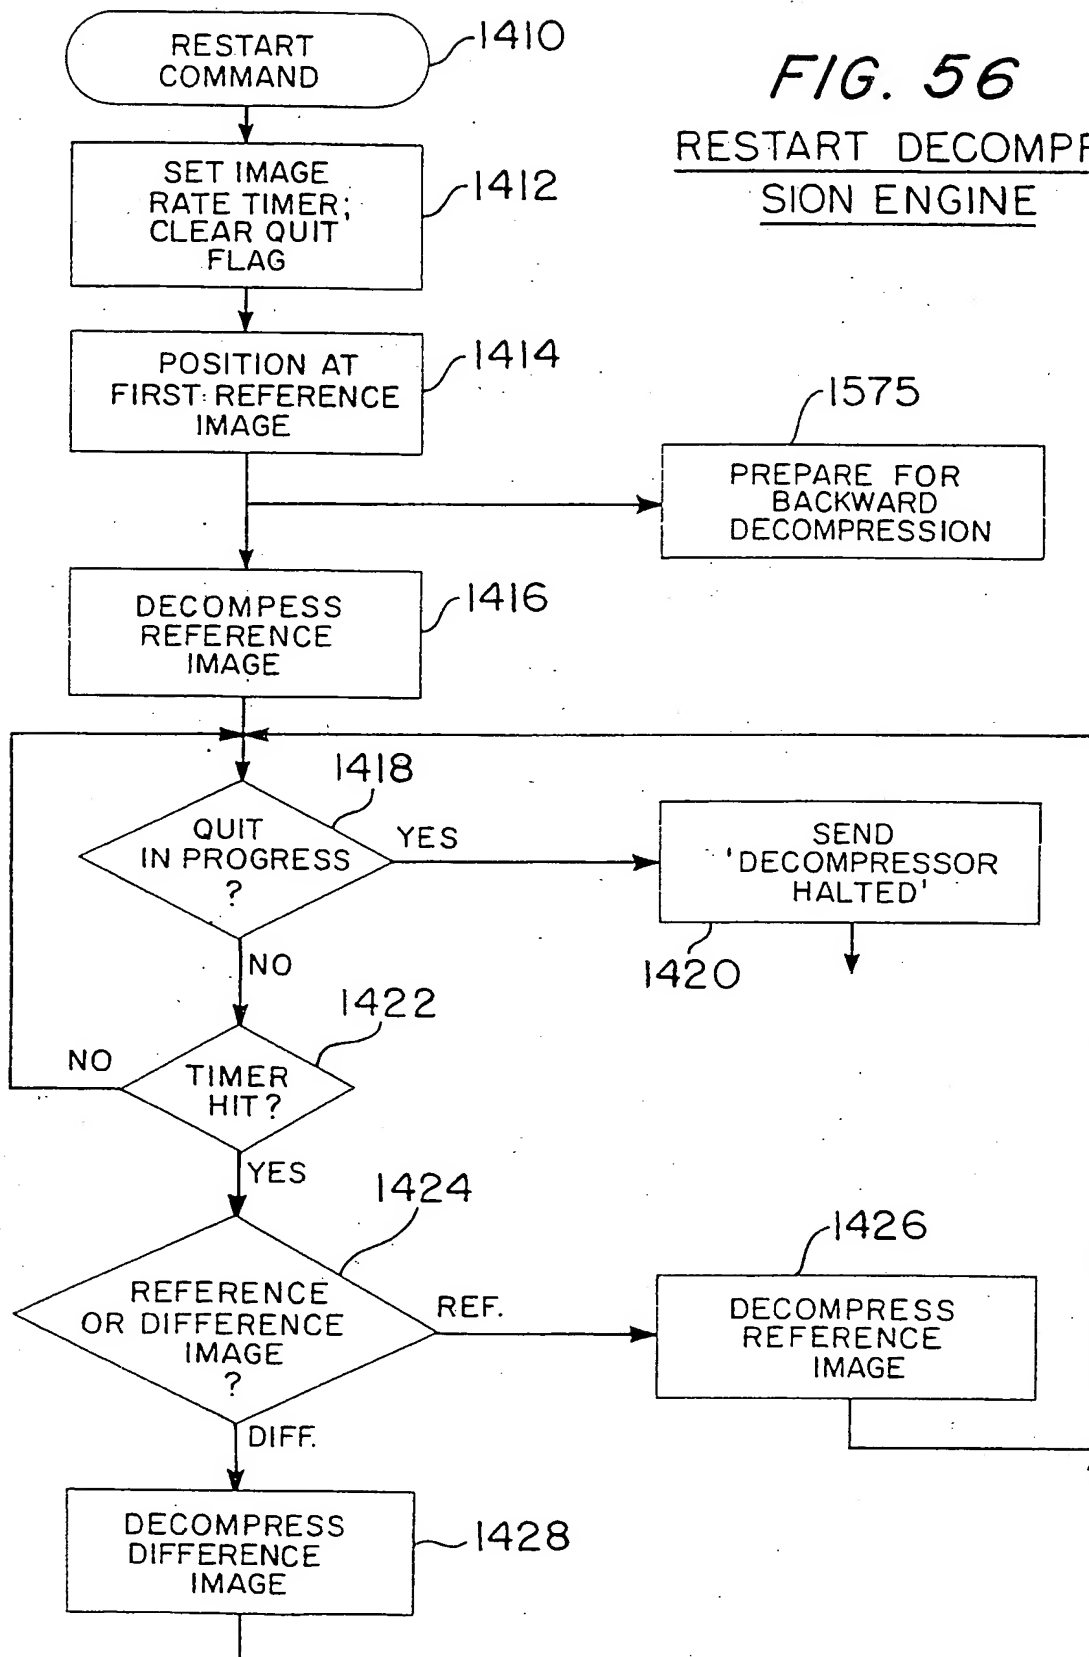 RESTART
COMMAND
1410
FIG. 56
RESTART DECOMPR
SION ENGINE
SET IMAGE
RATE TIMER;
CLEAR QUIT
FLAG
1412
POSITION AT
FIRST REFERENCE
IMAGE
1414
1575
PREPARE FOR
BACKWARD
DECOMPRESSION
DECOMPESS
REFERENCE
IMAGE
1416
1418
QUIT
IN PROGRESS
?
YES
SEND
'DECOMPRESSOR
HALTED'
1420
NO
1422
TIMER
HIT?
NO
YES
1424
REFERENCE
OR DIFFERENCE
IMAGE
?
REF.
1426
DECOMPRESS
REFERENCE
IMAGE
DIFF.
DECOMPRESS
DIFFERENCE
IMAGE
1428